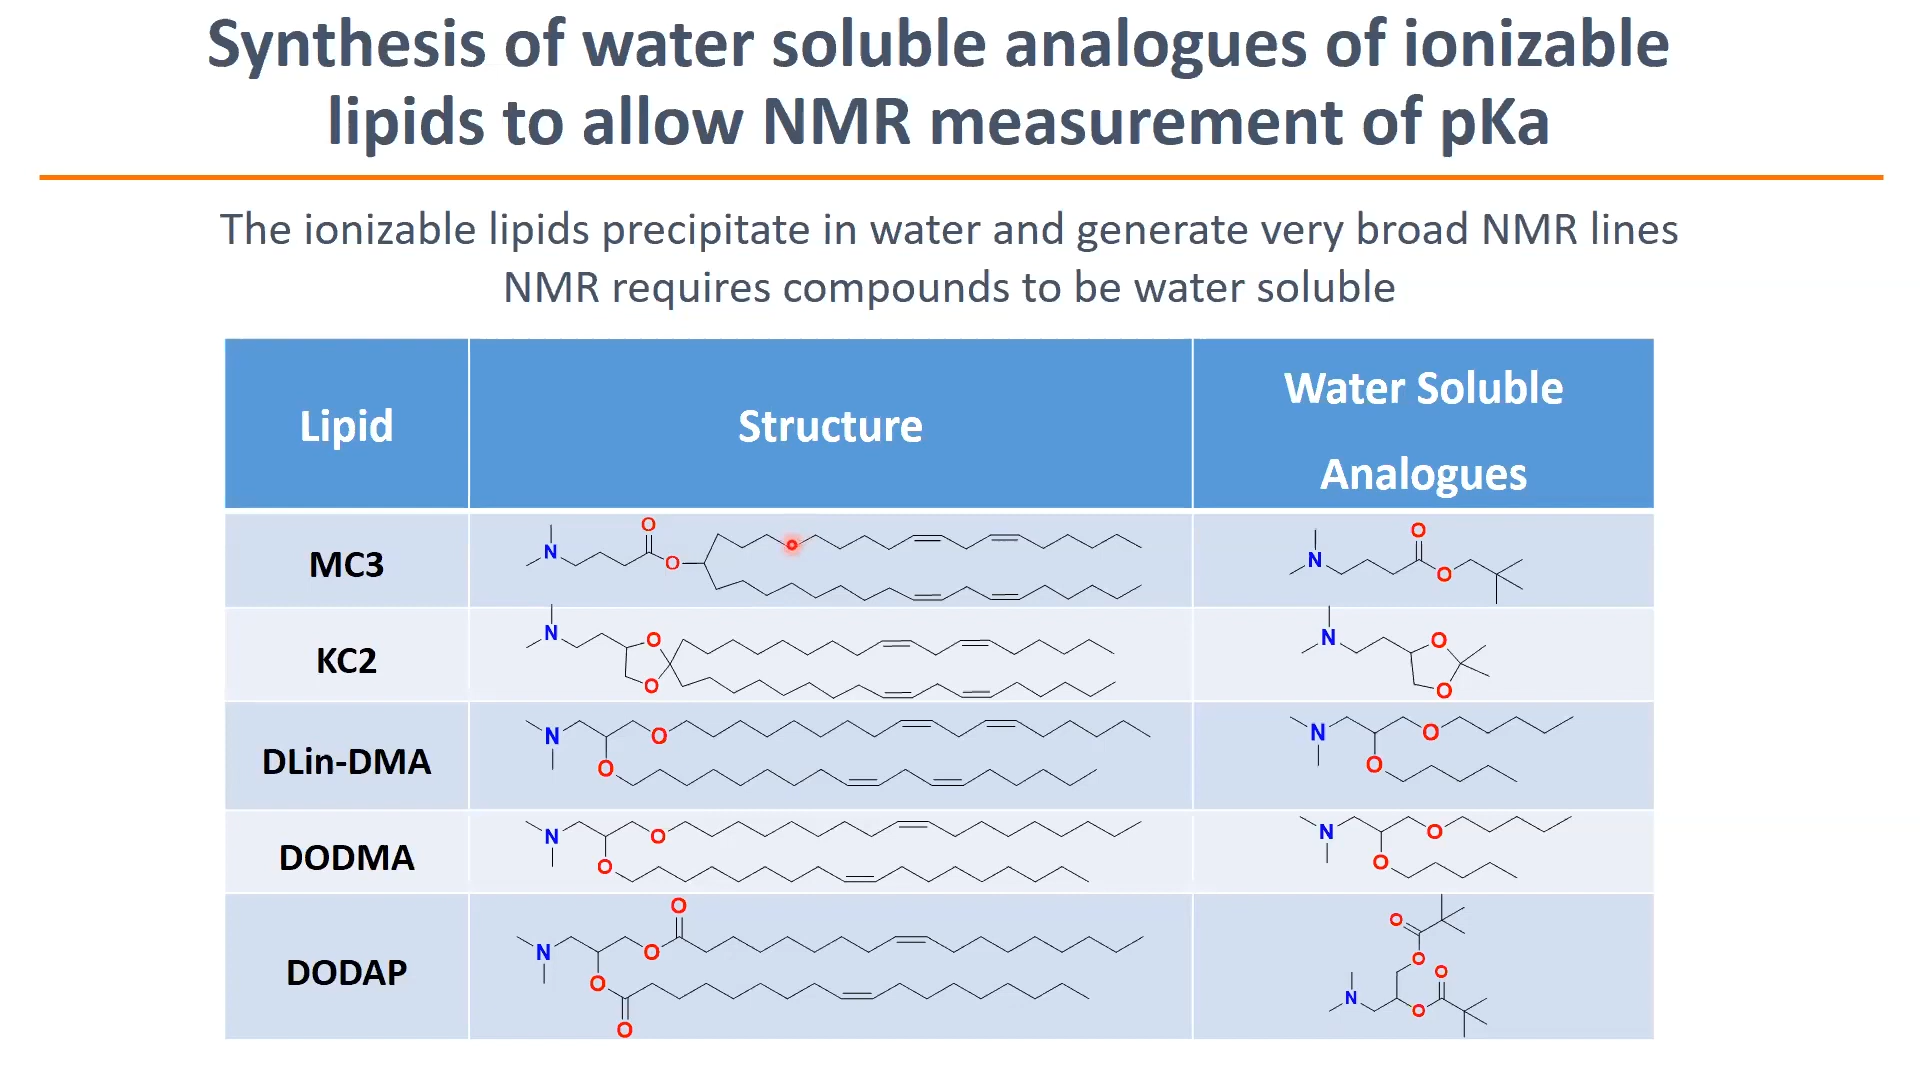 Synthesis of water soluble analogues of ionizable
lipids to allow NMR measurement of pKa
The ionizable lipids precipitate in water and generate very broad NMR lines
NMR requires compounds to be water soluble
Lipid
Structure
Water Soluble
Analogues
MC3
N
O
O
N
O
O
KC2
N
O
O
N
O
O
DLin-DMA
N
O
O
N
O
O
DODMA
N
O
O
N
O
O
DODAP
N
O
O
O
O
N
O
O
O
O